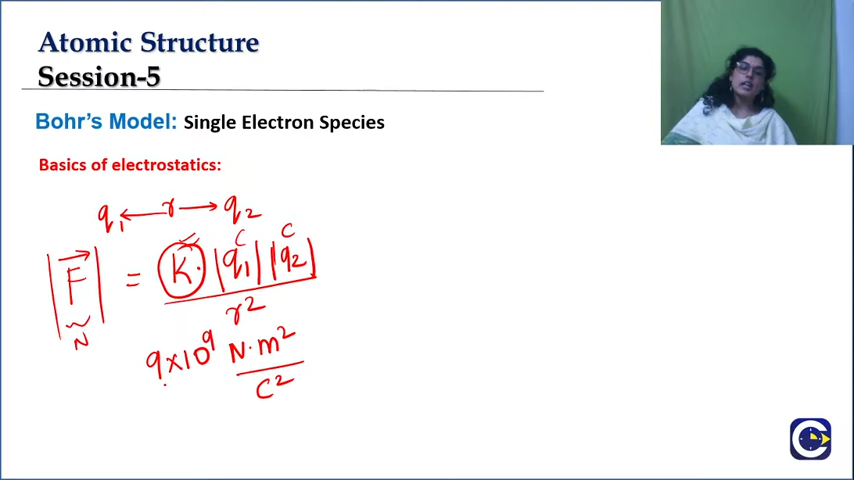 Atomic Structure
Session-5
Bohr's Model: Single Electron Species
Basics of electrostatics:
q₁ ←r→ q₂
|F⃗| = K·|q₁||q₂| / r²
C C
N
9×10⁹ N·m² / C²